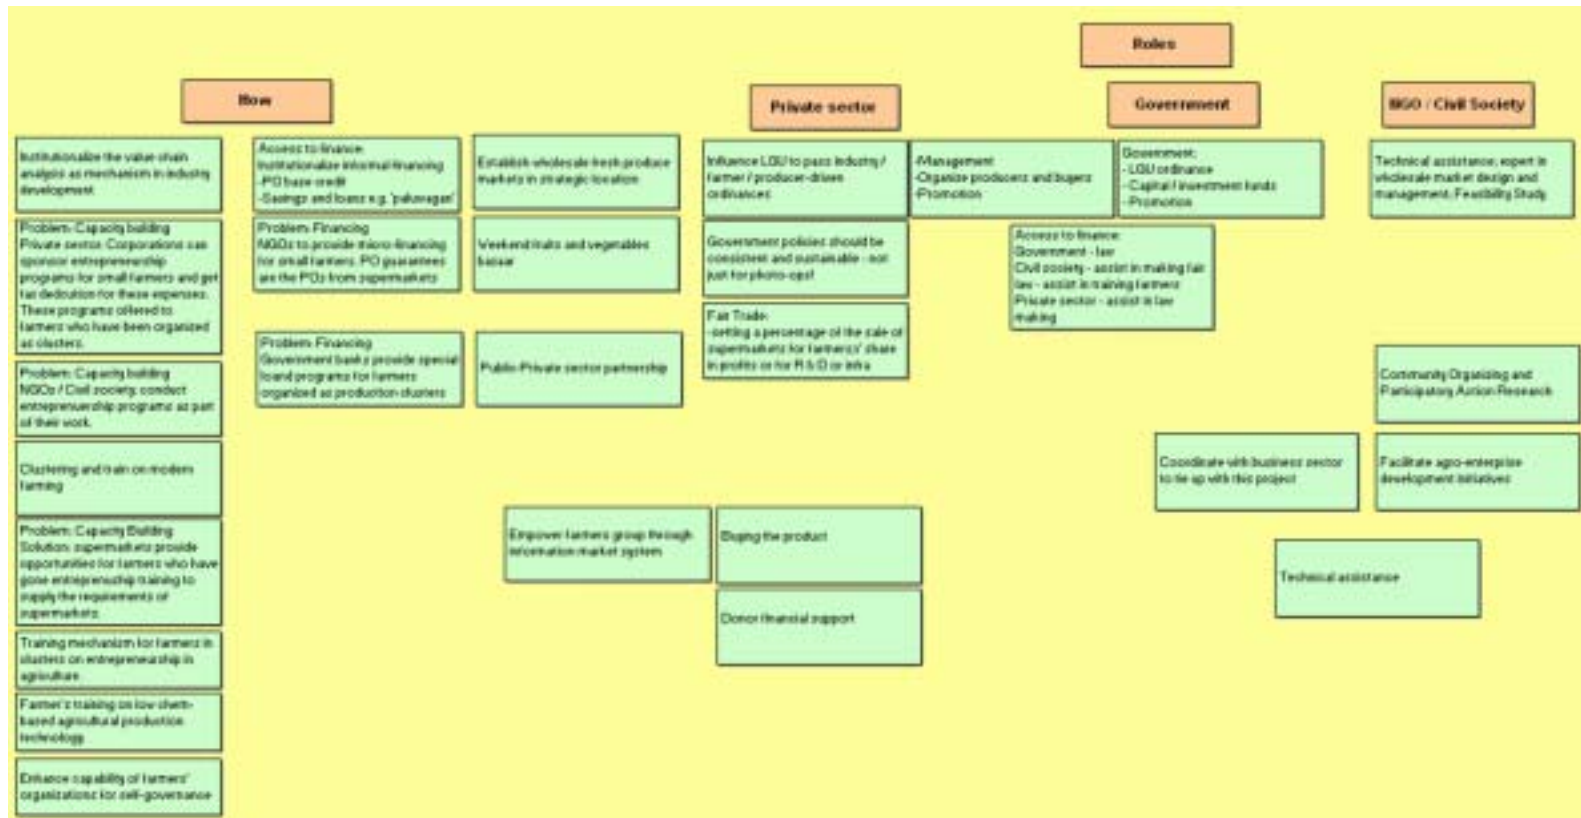 Roles
How
Private sector
Government
NGO / Civil Society
Institutionalize the value chain
analysis as mechanism in industry
development
Problem: Capacity building
Private sector: Corporations can
sponsor entrepreneurship
programs for small farmers and get
tax dedcution for these expenses.
These programs offered to
farmers who have been organized
as clusters.
Problem: Capacity building
NGOs / Civil society: conduct
entreprenuership programs as part
of their work.
Clustering and train on modern
farming
Problem: Capacity Building
Solution: supermarkets provide
opportunities for farmers who have
gone entreprenuship training to
supply the requirements of
supermarkets.
Training mechanism for farmers in
clusters on entrepreneurship in
agriculture.
Farmer's training on low chem-
based agricultural production
technology.
Enhance capability of farmers'
organizations for self-governance
Access to finance:
Institutionalize informal financing
-PO base credit
-Savings and loans e.g. 'paluwagan'
Problem: Financing
NGOs to provide micro-financing
for small farmers. PO guarantees
are the POs from supermarkets
Problem: Financing
Government banks provide special
loand programs for farmers
organized as production clusters
Establish wholesale fresh produce
markets in strategic location
Weekend fruits and vegetables
bazaar
Public-Private sector partnership
Empower farmers group through
information market system
Influence LGU to pass industry /
farmer / producer-driven
ordinances
Government policies should be
consistent and sustainable - not
just for photo-ops!
Fair Trade:
-setting a percentage of the sale of
supermarkets for farmers(s' share
in profits or for R & D or infra
Buying the product
Donor financial support
-Management
-Organize producers and buyers
-Promotion
Government:
- LGU ordinance
- Capital / investment funds
- Promotion
Access to finance:
Government - law
Civil society - assist in making fair
law - assist in training farmers
Private sector - assist in law
making
Coordinate with business sector
to tie up with this project
Technical assistance
Technical assistance; expert in
wholesale market design and
management; Feasibility Study
Community Organizing and
Participatory Action Research
Facilitate agro-enterprise
development initiatives